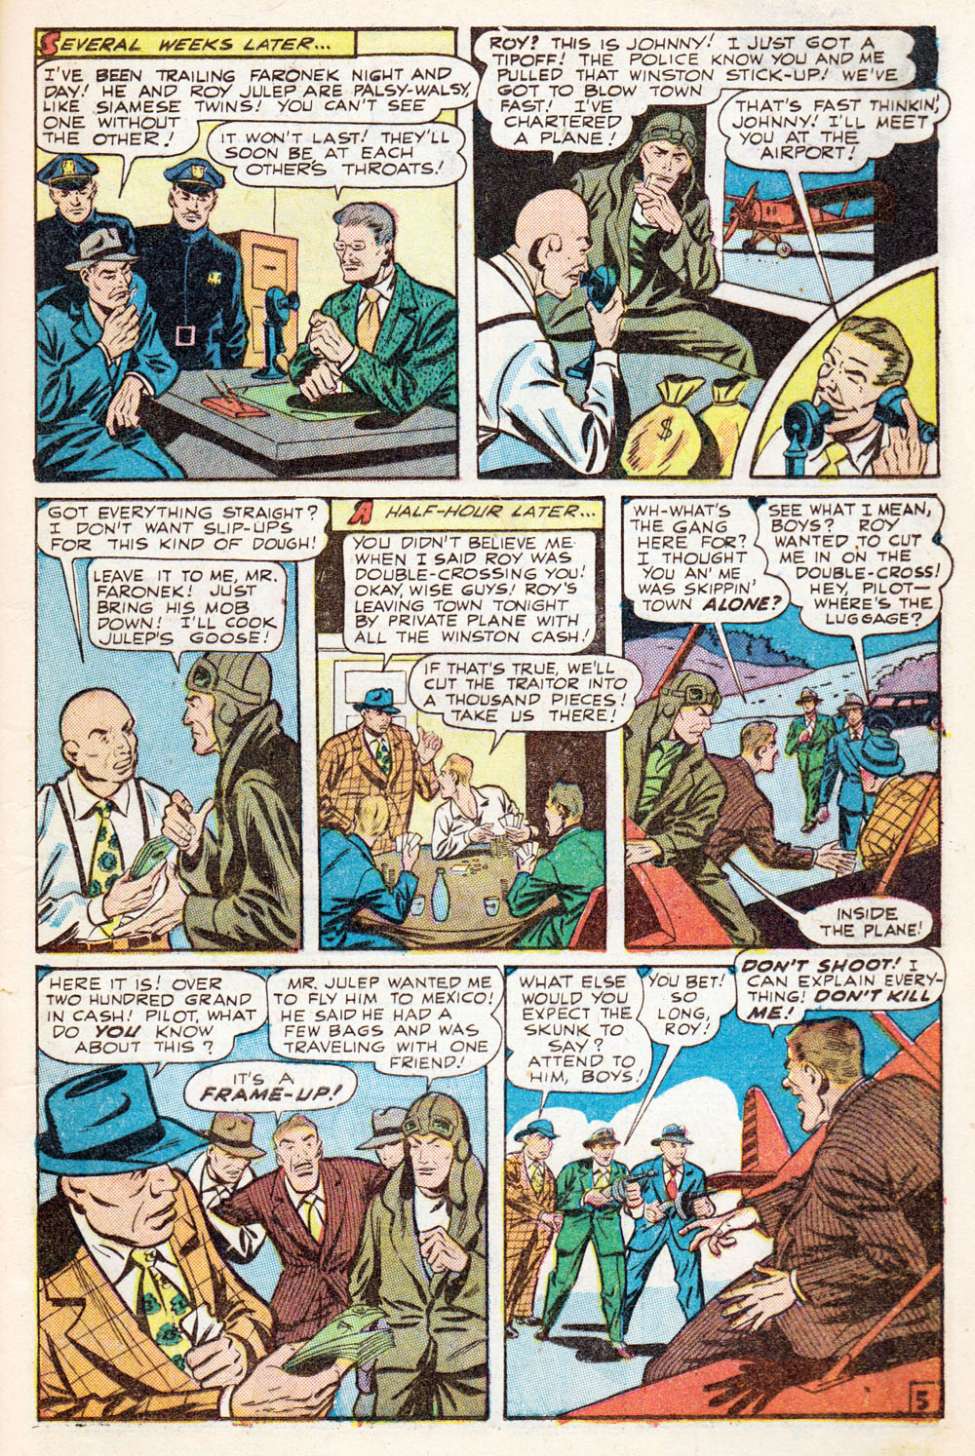 SEVERAL WEEKS LATER...
I'VE BEEN TRAILING FARONEK NIGHT AND
DAY! HE AND ROY JULEP ARE PALSY-WALSY,
LIKE SIAMESE TWINS! YOU CAN'T SEE
ONE WITHOUT
THE OTHER!
IT WON'T LAST! THEY'LL
SOON BE AT EACH
OTHER'S THROATS!
ROY? THIS IS JOHNNY! I JUST GOT A
TIPOFF! THE POLICE KNOW YOU AND ME
PULLED THAT WINSTON STICK-UP! WE'VE
GOT TO BLOW TOWN
FAST! I'VE
CHARTERED
A PLANE!
THAT'S FAST THINKIN',
JOHNNY! I'LL MEET
YOU AT THE
AIRPORT!
$
GOT EVERYTHING STRAIGHT?
I DON'T WANT SLIP-UPS
FOR THIS KIND OF DOUGH!
LEAVE IT TO ME, MR.
FARONEK! JUST
BRING HIS MOB
DOWN! I'LL COOK
JULEP'S GOOSE!
A HALF-HOUR LATER...
YOU DIDN'T BELIEVE ME
WHEN I SAID ROY WAS
DOUBLE-CROSSING YOU!
OKAY, WISE GUYS! ROY'S
LEAVING TOWN TONIGHT
BY PRIVATE PLANE WITH
ALL THE WINSTON CASH!
IF THAT'S TRUE, WE'LL
CUT THE TRAITOR INTO
A THOUSAND PIECES!
TAKE US THERE!
WH-WHAT'S
THE GANG
HERE FOR?
I THOUGHT
YOU AN' ME
WAS SKIPPIN'
TOWN ALONE?
SEE WHAT I MEAN,
BOYS? ROY
WANTED TO CUT
ME IN ON THE
DOUBLE-CROSS!
HEY, PILOT—
WHERE'S THE
LUGGAGE?
INSIDE
THE PLANE!
HERE IT IS! OVER
TWO HUNDRED GRAND
IN CASH! PILOT, WHAT
DO YOU KNOW
ABOUT THIS?
MR. JULEP WANTED ME
TO FLY HIM TO MEXICO!
HE SAID HE HAD A
FEW BAGS AND WAS
TRAVELING WITH ONE
FRIEND!
IT'S A
FRAME-UP!
WHAT ELSE
WOULD YOU
EXPECT THE
SKUNK TO
SAY?
ATTEND TO
HIM, BOYS!
YOU BET!
SO
LONG,
ROY!
DON'T SHOOT! I
CAN EXPLAIN EVERY-
THING! DON'T KILL
ME!
5